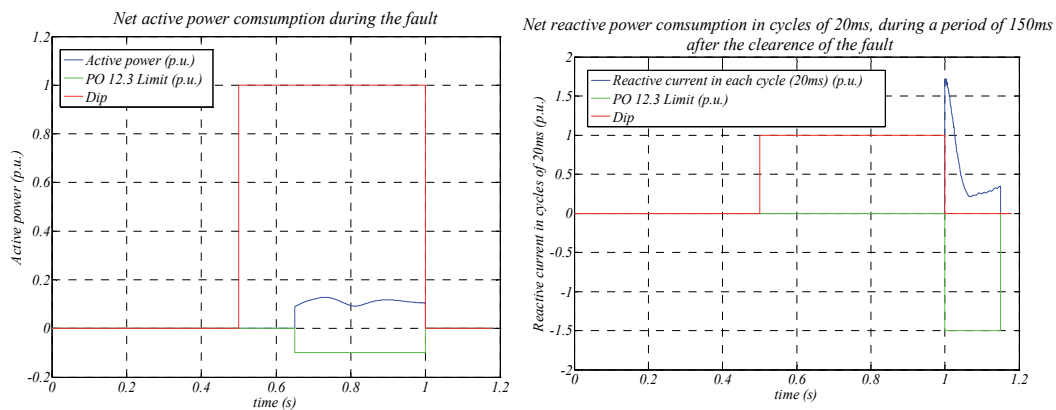 Net active power comsumption during the fault
1.2
1
0.8
0.6
0.4
0.2
0
-0.2
Active power (p.u.)
Active power (p.u.)
PO 12.3 Limit (p.u.)
Dip
0
0.2
0.4
0.6
0.8
1
1.2
time (s)
Net reactive power comsumption in cycles of 20ms, during a period of 150ms
after the clearence of the fault
2
1.5
1
0.5
0
-0.5
-1
-1.5
-2
Reactive current in cycles of 20ms (p.u.)
Reactive current in each cycle (20ms) (p.u.)
PO 12.3 Limit (p.u.)
Dip
0
0.2
0.4
0.6
0.8
1
1.2
time (s)